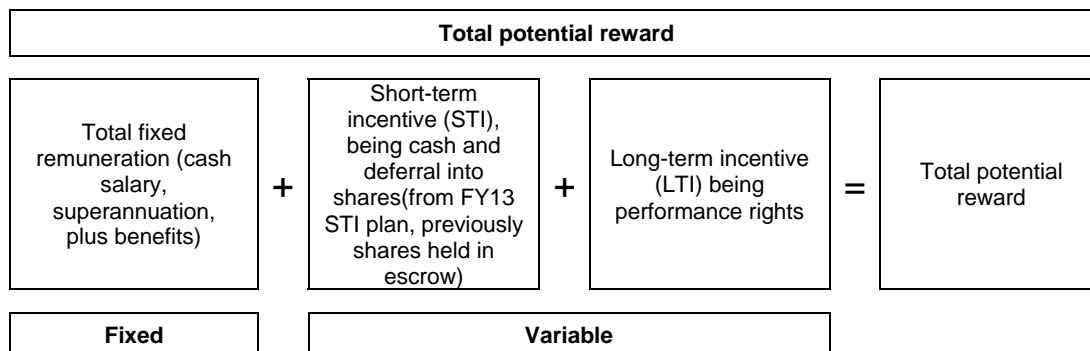 Total potential reward
Total fixed
remuneration (cash
salary,
superannuation,
plus benefits)
+
Short-term
incentive (STI),
being cash and
deferral into
shares(from FY13
STI plan, previously
shares held in
escrow)
+
Long-term incentive
(LTI) being
performance rights
=
Total potential
reward
Fixed
Variable